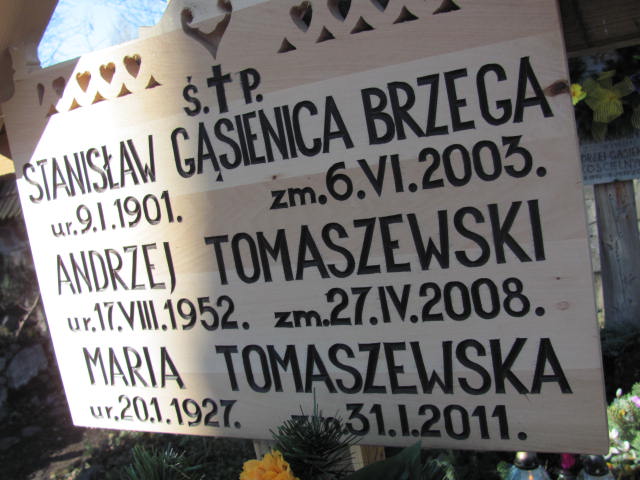 Ś.†P.
STANISŁAW GĄSIENICA BRZEGA
ur.9.I.1901. zm.6.VI.2003.
ANDRZEJ TOMASZEWSKI
ur.17.VIII.1952. zm.27.IV.2008.
MARIA TOMASZEWSKA
ur.20.1.1927. 31.I.2011.